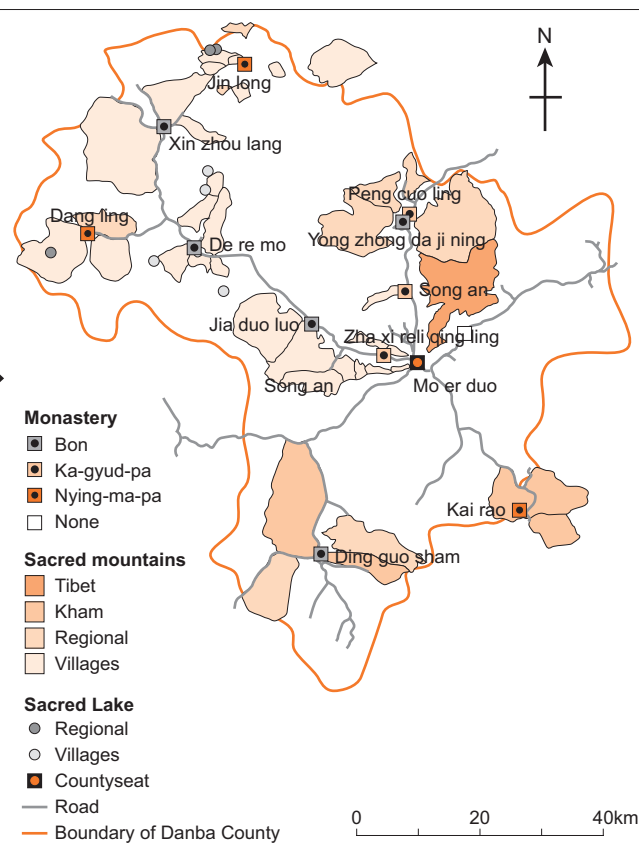 N
Jin long
Xin zhou lang
Peng cuo ling
Dang ling
Yong zhong da ji ning
De re mo
Song an
Jia duo luo
Zha xi reli qing ling
Song an
Mo er duo
Monastery
Bon
Ka-gyud-pa
Nying-ma-pa
None
Kai rao
Ding guo sham
Sacred mountains
Tibet
Kham
Regional
Villages
Sacred Lake
Regional
Villages
Countyseat
Road
Boundary of Danba County
0 20 40km